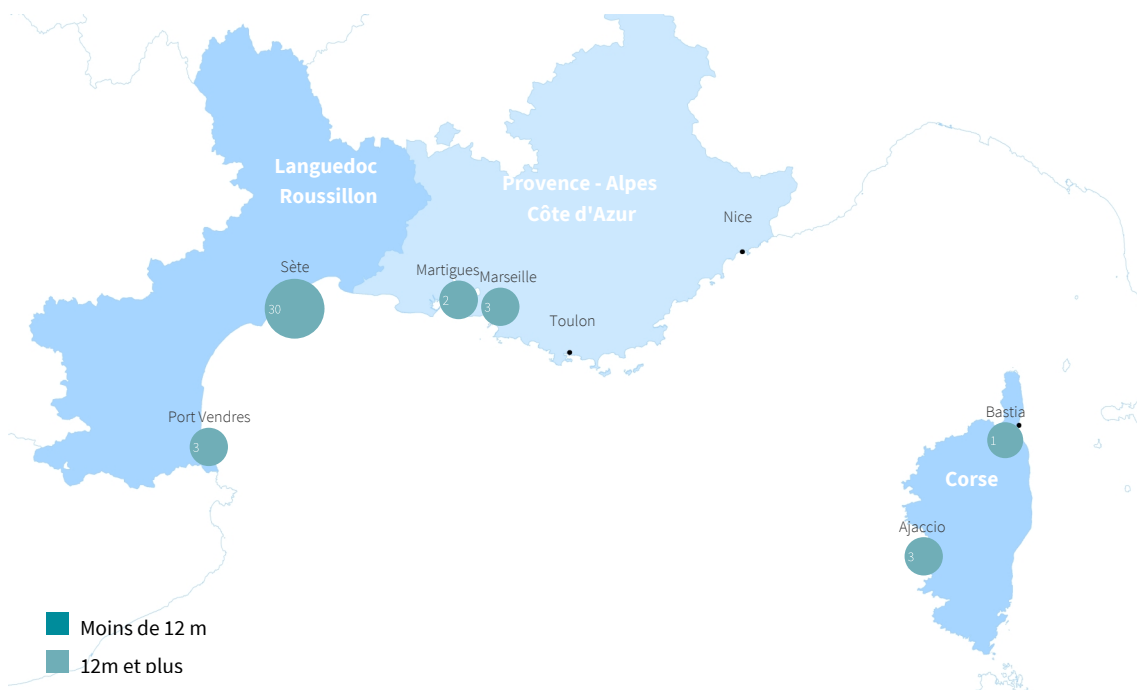 Languedoc
Roussillon
Provence - Alpes
Côte d'Azur
Nice
Sète
Martigues
Marseille
30
2
3
Toulon
Port Vendres
3
Bastia
1
Corse
Ajaccio
3
Moins de 12 m
12m et plus